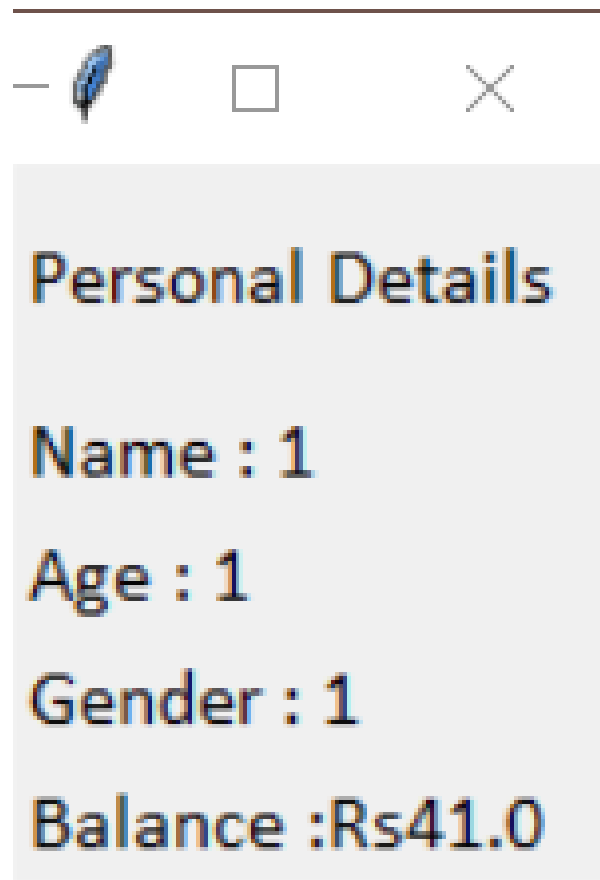 Personal Details
Name : 1
Age : 1
Gender : 1
Balance :Rs41.0